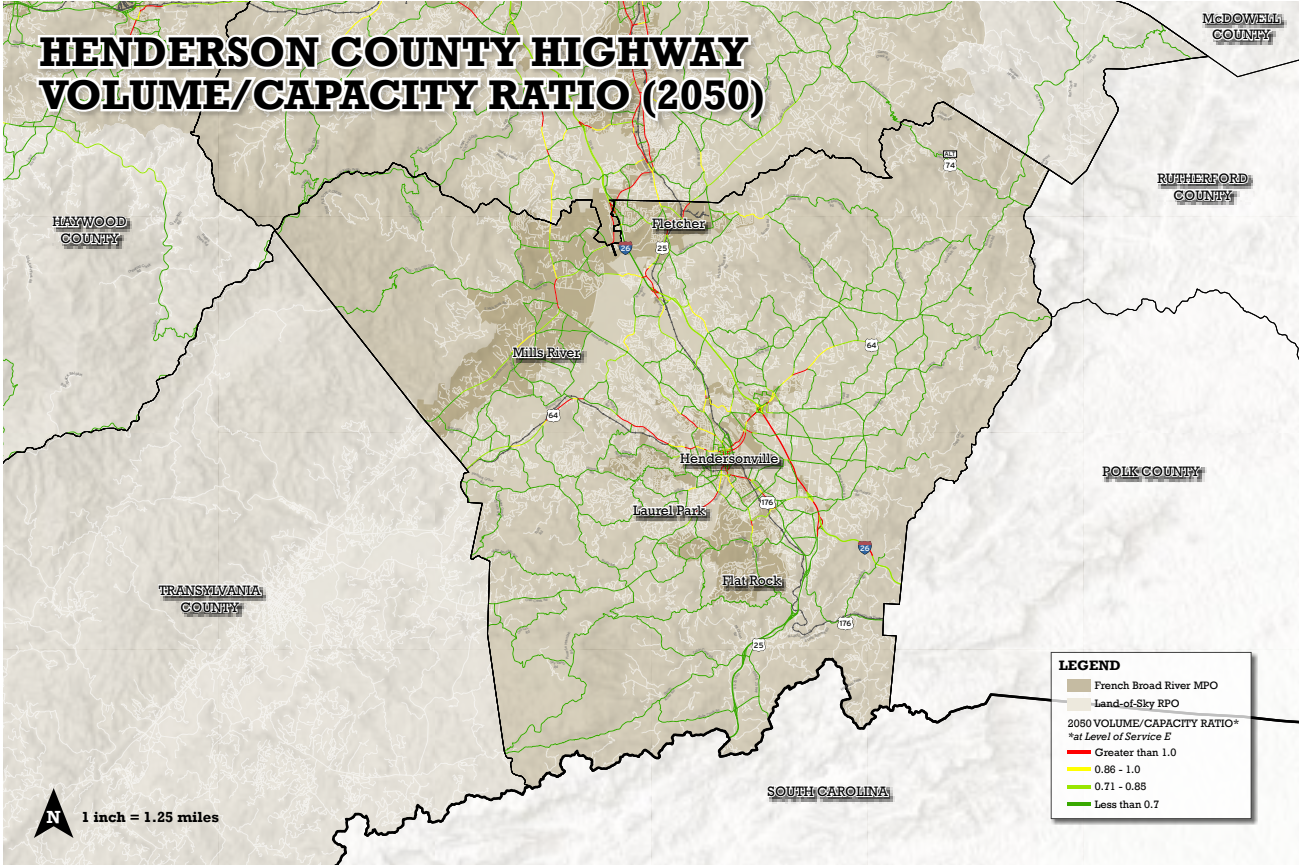 HENDERSON COUNTY HIGHWAY
VOLUME/CAPACITY RATIO (2050)
McDOWELL
COUNTY
ALT
74
RUTHERFORD
COUNTY
HAYWOOD
COUNTY
Fletcher
26
25
64
Mills River
64
Hendersonville
POLK COUNTY
176
Laurel Park
26
Flat Rock
TRANSYLVANIA
COUNTY
176
25
LEGEND
French Broad River MPO
Land-of-Sky RPO
2050 VOLUME/CAPACITY RATIO*
*at Level of Service E
Greater than 1.0
0.86 - 1.0
0.71 - 0.85
Less than 0.7
SOUTH CAROLINA
N
1 inch = 1.25 miles